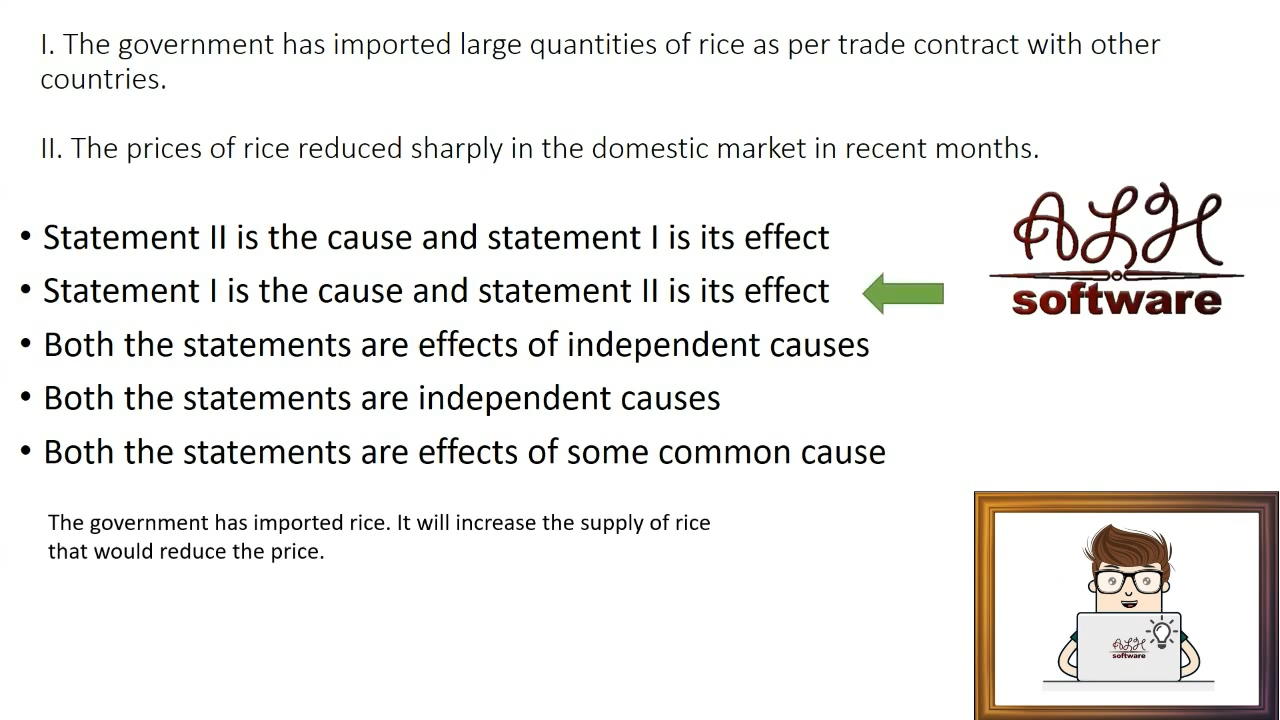 I. The government has imported large quantities of rice as per trade contract with other
countries.
II. The prices of rice reduced sharply in the domestic market in recent months.
• Statement II is the cause and statement I is its effect
• Statement I is the cause and statement II is its effect
• Both the statements are effects of independent causes
• Both the statements are independent causes
• Both the statements are effects of some common cause
ALH
software
The government has imported rice. It will increase the supply of rice
that would reduce the price.
ALH
software